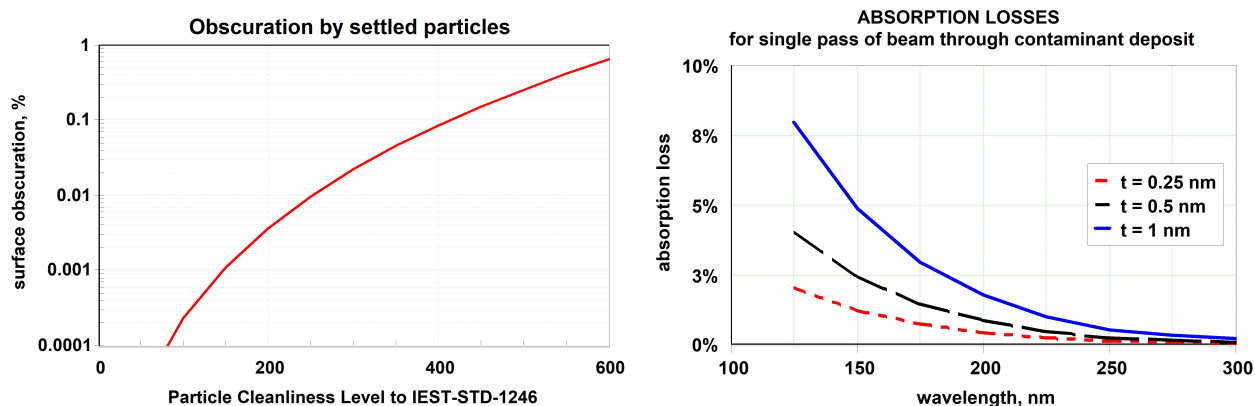 Obscuration by settled particles
1
0.1
0.01
0.001
0.0001
surface obscuration, %
0
200
400
600
Particle Cleanliness Level to IEST-STD-1246
ABSORPTION LOSSES
for single pass of beam through contaminant deposit
10%
8%
5%
3%
0%
absorption loss
t = 0.25 nm
t = 0.5 nm
t = 1 nm
100
150
200
250
300
wavelength, nm